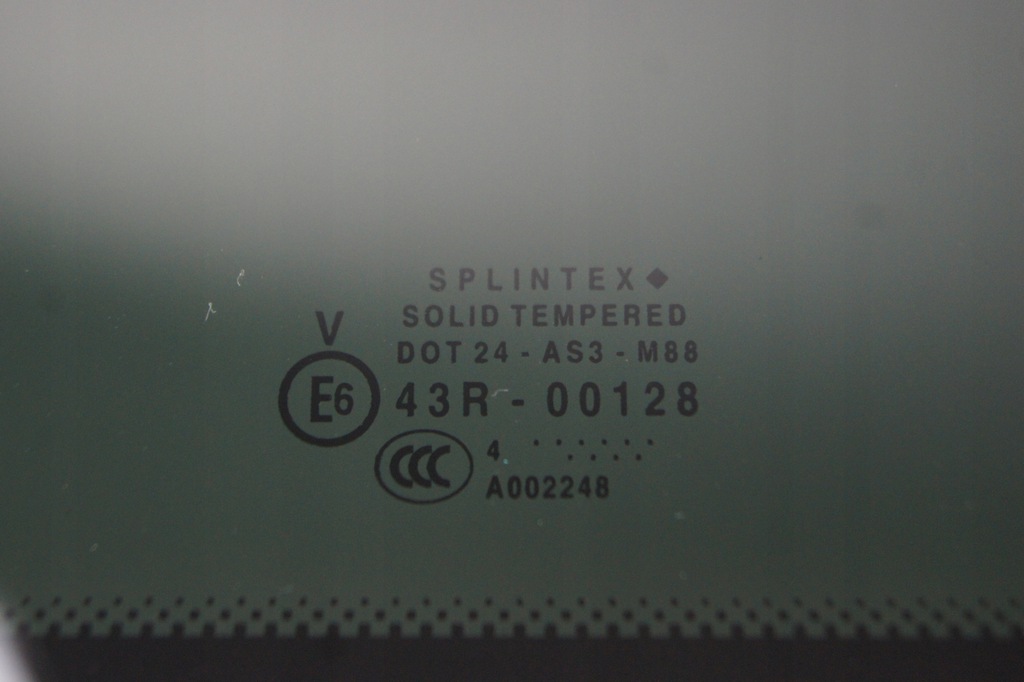 SPLINTEX◆
SOLID TEMPERED
V
DOT 24 - AS3 - M88
E6 43R - 00128
CCC 4 . . . . . . . . . . .
A002248